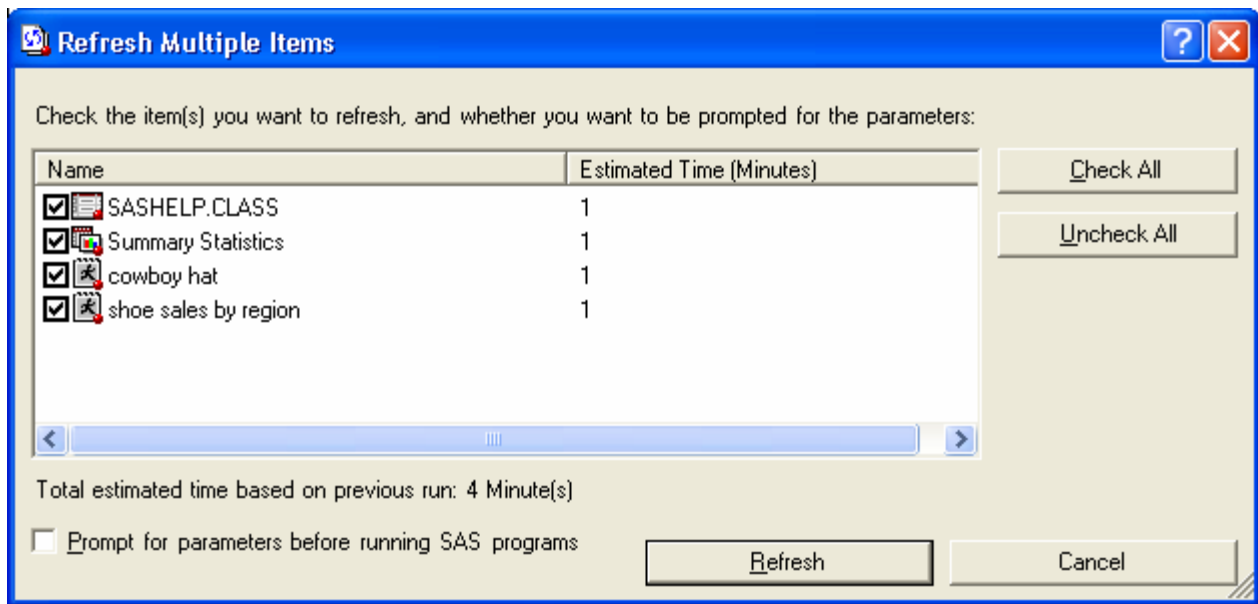 Refresh Multiple Items
Check the item(s) you want to refresh, and whether you want to be prompted for the parameters:
Name Estimated Time (Minutes)
SASHELP.CLASS 1
Summary Statistics 1
cowboy hat 1
shoe sales by region 1
Check All
Uncheck All
Total estimated time based on previous run: 4 Minute(s)
Prompt for parameters before running SAS programs
Refresh Cancel